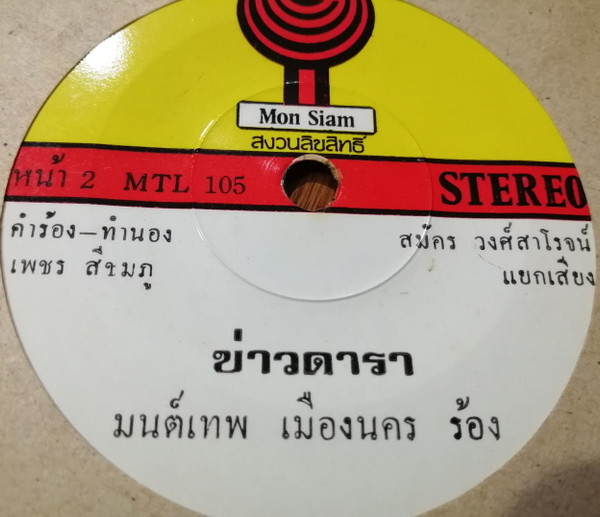 Mon Siam
สงวนลิขสิทธิ์
หน้า 2 MTL 105 STEREO
คำร้อง–ทำนอง
เพชร สีชมภู
สมัคร วงศ์สาโรจน์
แยกเสียง
ข่าวดารา
มนต์เทพ เมืองนคร ร้อง